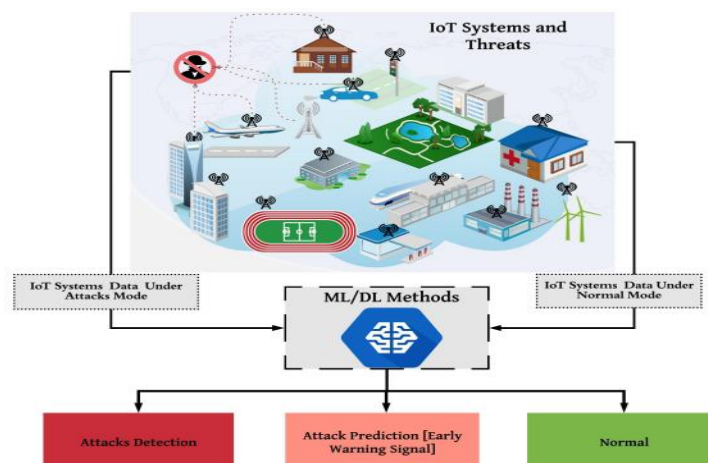 IoT Systems and
Threats
IoT Systems Data Under
Attacks Mode
IoT Systems Data Under
Normal Mode
ML/DL Methods
Attacks Detection
Attack Prediction [Early
Warning Signal]
Normal